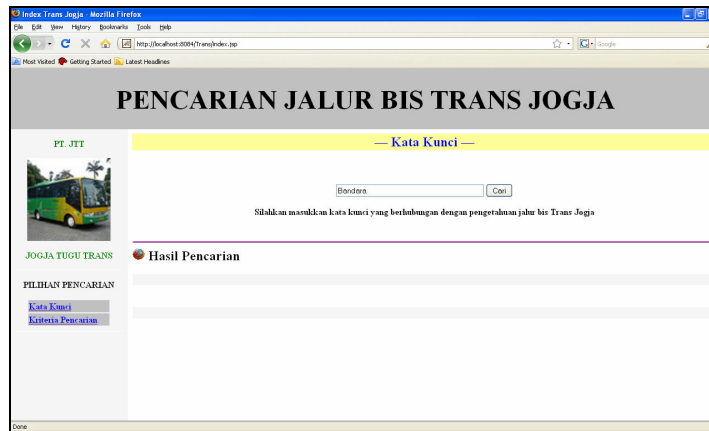 Index Trans Jogja - Mozilla Firefox
File Edit View History Bookmarks Tools Help
http://localhost:8084/Trans/index.jsp
Google
Most Visited Getting Started Latest Headlines
PENCARIAN JALUR BIS TRANS JOGJA
PT. JTT
— Kata Kunci —
Bandara Cari
Silahkan masukkan kata kunci yang berhubungan dengan pengetahuan jalur bis Trans Jogja
JOGJA TUGU TRANS
Hasil Pencarian
PILIHAN PENCARIAN
Kata Kunci
Kriteria Pencarian
Done